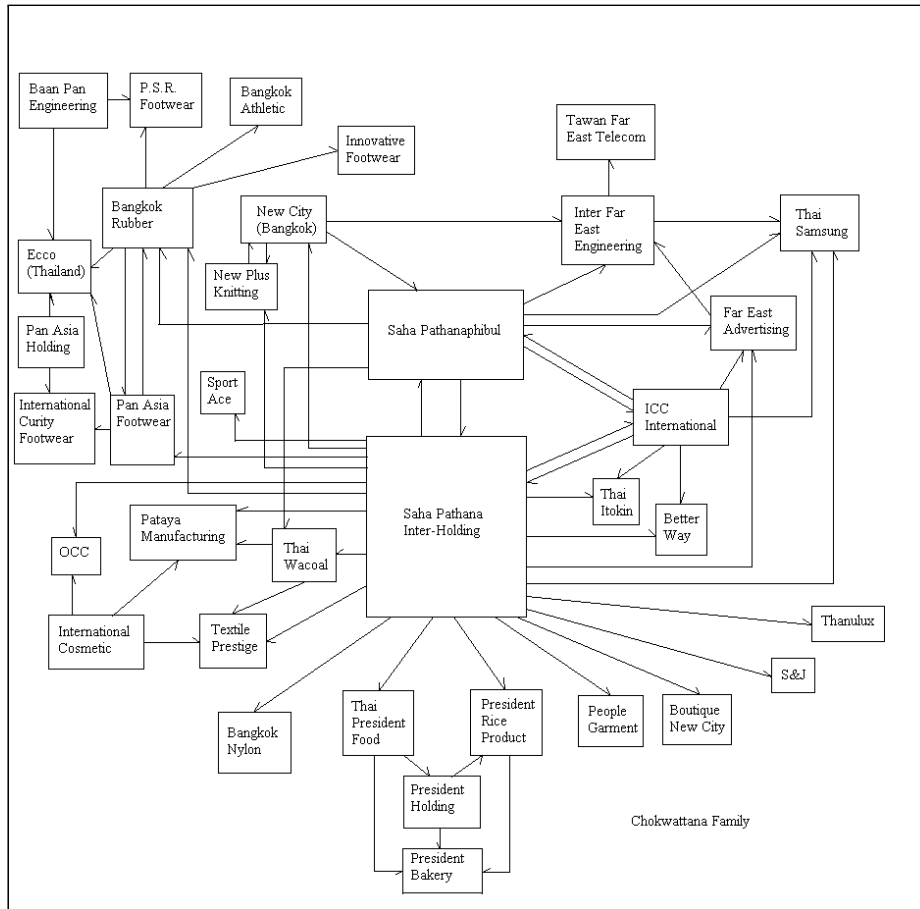 Baan Pan
Engineering
P.S.R.
Footwear
Bangkok
Athletic
Innovative
Footwear
Tawan Far
East Telecom
Bangkok
Rubber
New City
(Bangkok)
Inter Far
East
Engineering
Thai
Samsung
Ecco
(Thailand)
New Plus
Knitting
Pan Asia
Holding
Saha Pathanaphibul
Far East
Advertising
Sport
Ace
International
Curity
Footwear
Pan Asia
Footwear
ICC
International
Saha Pathana
Inter-Holding
Thai
Itokin
Better
Way
Pataya
Manufacturing
OCC
Thai
Wacoal
International
Cosmetic
Textile
Prestige
Thanulux
S&J
Bangkok
Nylon
Thai
President
Food
President
Rice
Product
People
Garment
Boutique
New City
President
Holding
President
Bakery
Chokwattana Family